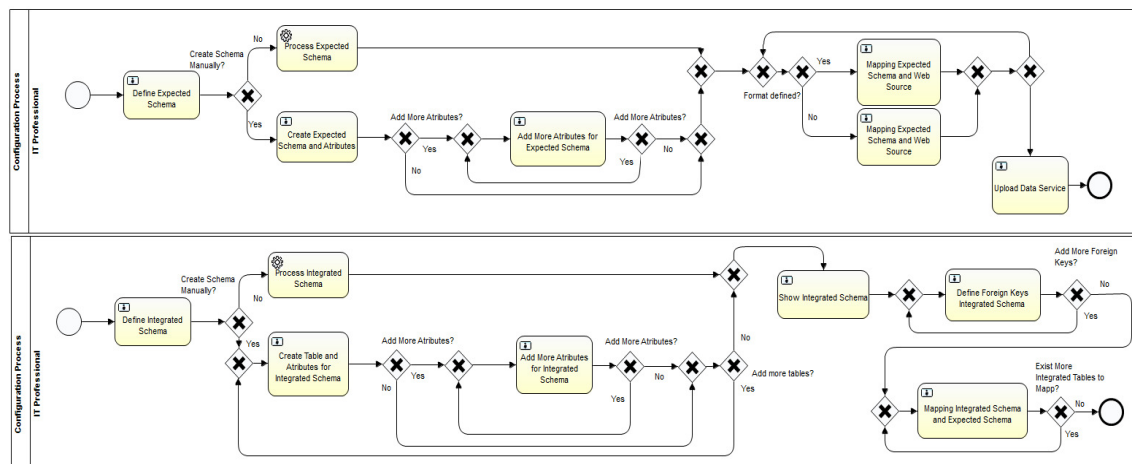 Configuration Process
IT Professional
Define Expected
Schema
Create Schema
Manually?
No
Yes
Process Expected
Schema
Create Expected
Schema and Atributes
Add More Atributes?
Yes
No
Add More Atributes for
Expected Schema
Add More Atributes?
Yes
No
Format defined?
Yes
No
Mapping Expected
Schema and Web
Source
Mapping Expected
Schema and Web
Source
Upload Data Service
Configuration Process
IT Professional
Define Integrated
Schema
Create Schema
Manually?
No
Yes
Process Integrated
Schema
Create Table and
Atributes for
Integrated Schema
Add More Atributes?
Yes
No
Add More Atributes
for Integrated
Schema
Add More Atributes?
No
Yes
No
Yes
Add more tables?
Show Integrated Schema
Define Foreign Keys
Integrated Schema
Add More Foreign
Keys?
No
Yes
Mapping Integrated Schema
and Expected Schema
Exist More
Integrated Tables to
Mapp?
No
Yes